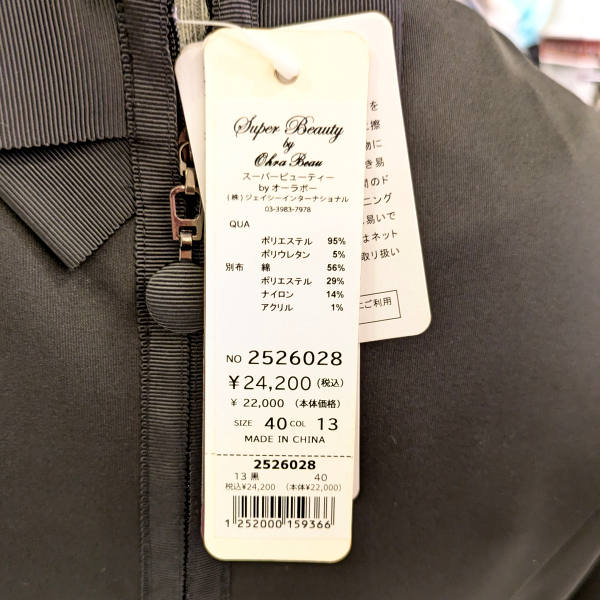 Super Beauty
by
Ohra Beau
スーパービューティー
by オーラボー
(株)ジェイシーインターナショナル
03-3983-7978
QUA
ポリエステル 95%
ポリウレタン 5%
別布 綿 56%
ポリエステル 29%
ナイロン 14%
アクリル 1%
NO 2526028
¥24,200 (税込)
¥ 22,000 (本体価格)
SIZE 40 COL 13
MADE IN CHINA
2526028
13 黒 40
税込¥24,200 (本体¥22,000)
1 252000 159366
を
に擦
物に
き易
間のド
ニング
に易いで
はネット
取り扱い
にご利用